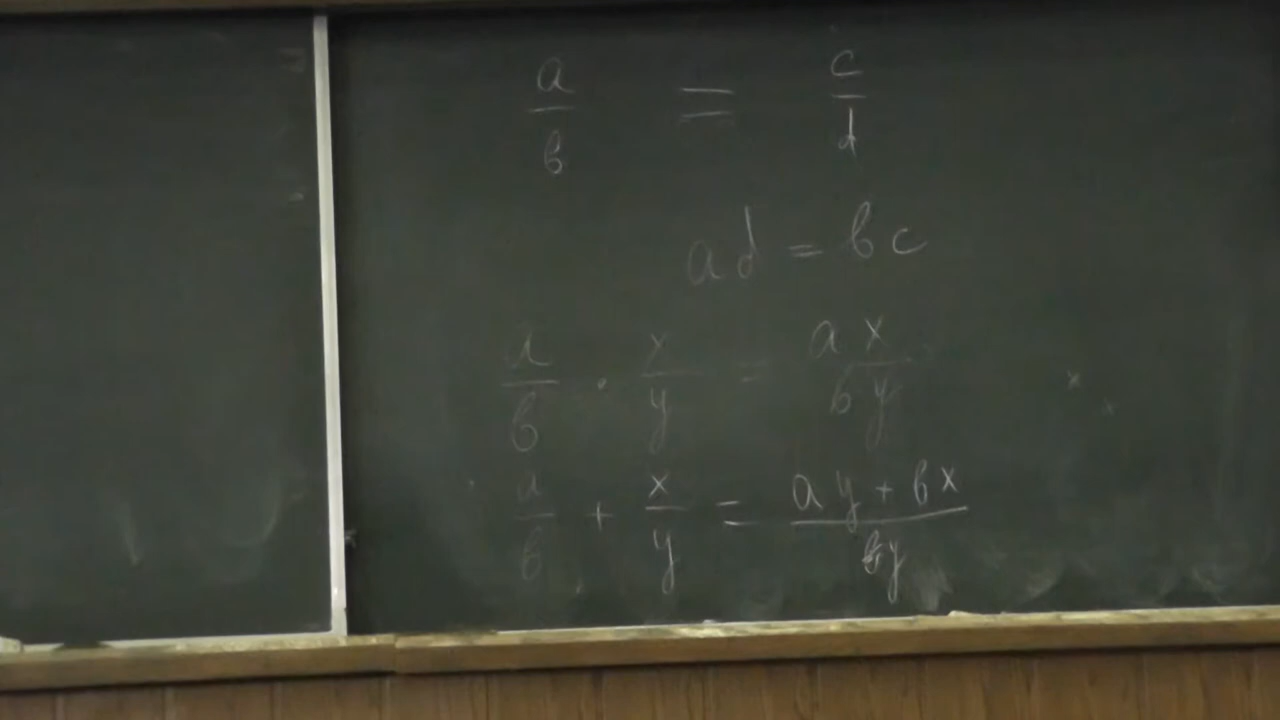 a/b = c/d
ad = bc
a/b · x/y = ax/by
a/b + x/y = ay + bx/by